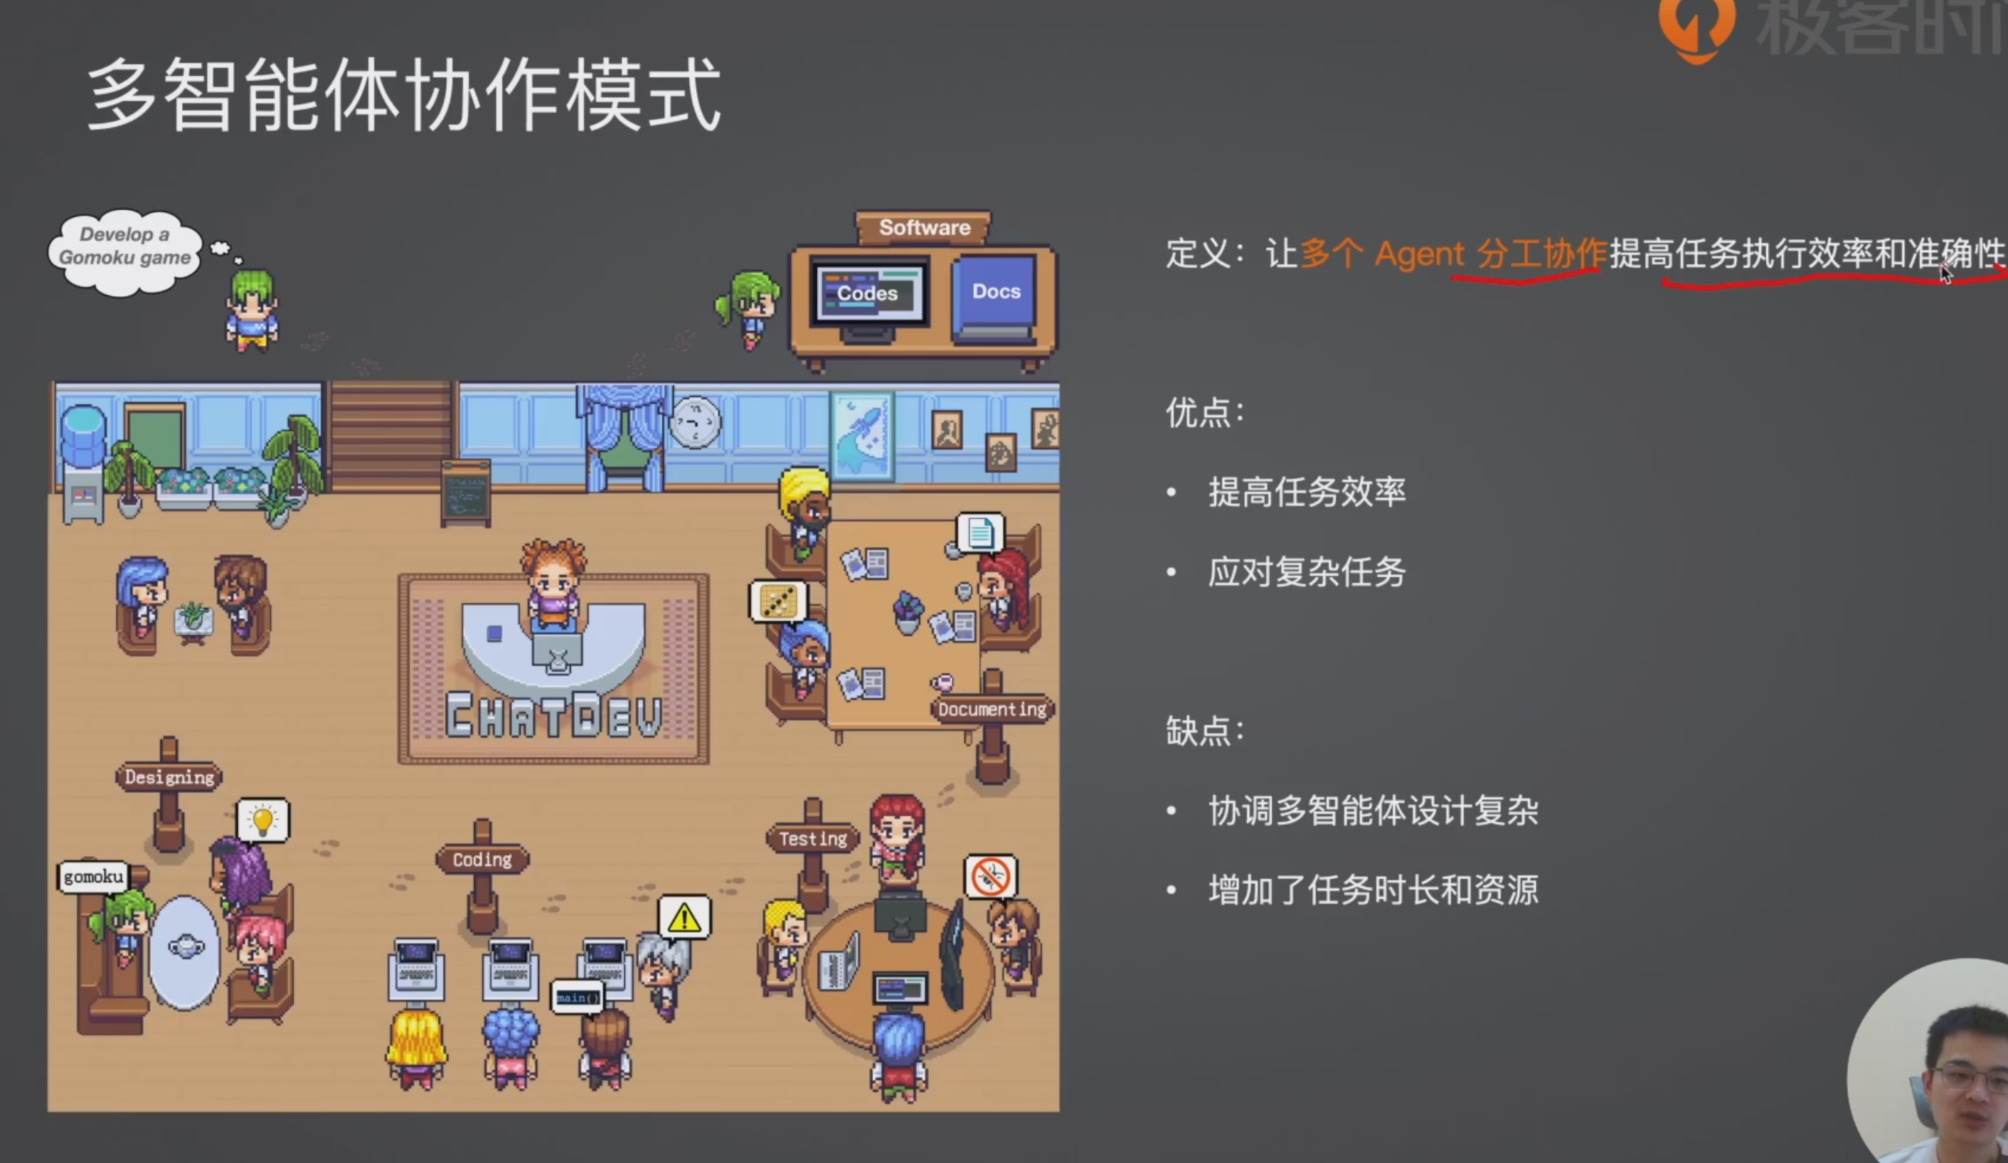 极客时
多智能体协作模式
Develop a
Gomoku game
Software
Codes
Docs
定义：让多个 Agent 分工协作提高任务执行效率和准确性
优点：
• 提高任务效率
• 应对复杂任务
缺点：
• 协调多智能体设计复杂
• 增加了任务时长和资源
CHATDEV
Documenting
Designing
Testing
Coding
gomoku
main()